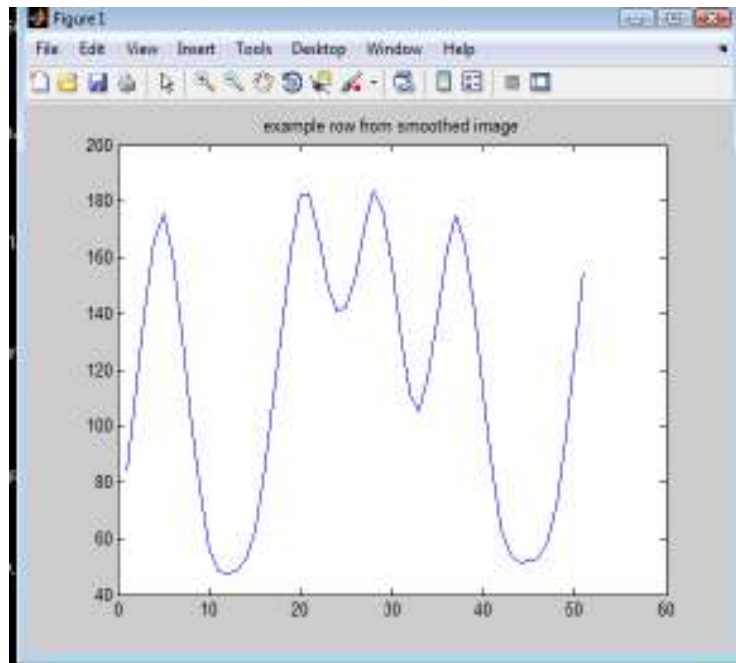 Figure 1
File Edit View Insert Tools Desktop Window Help
example row from smoothed image
200
180
160
140
120
100
80
60
40
0 10 20 30 40 50 60